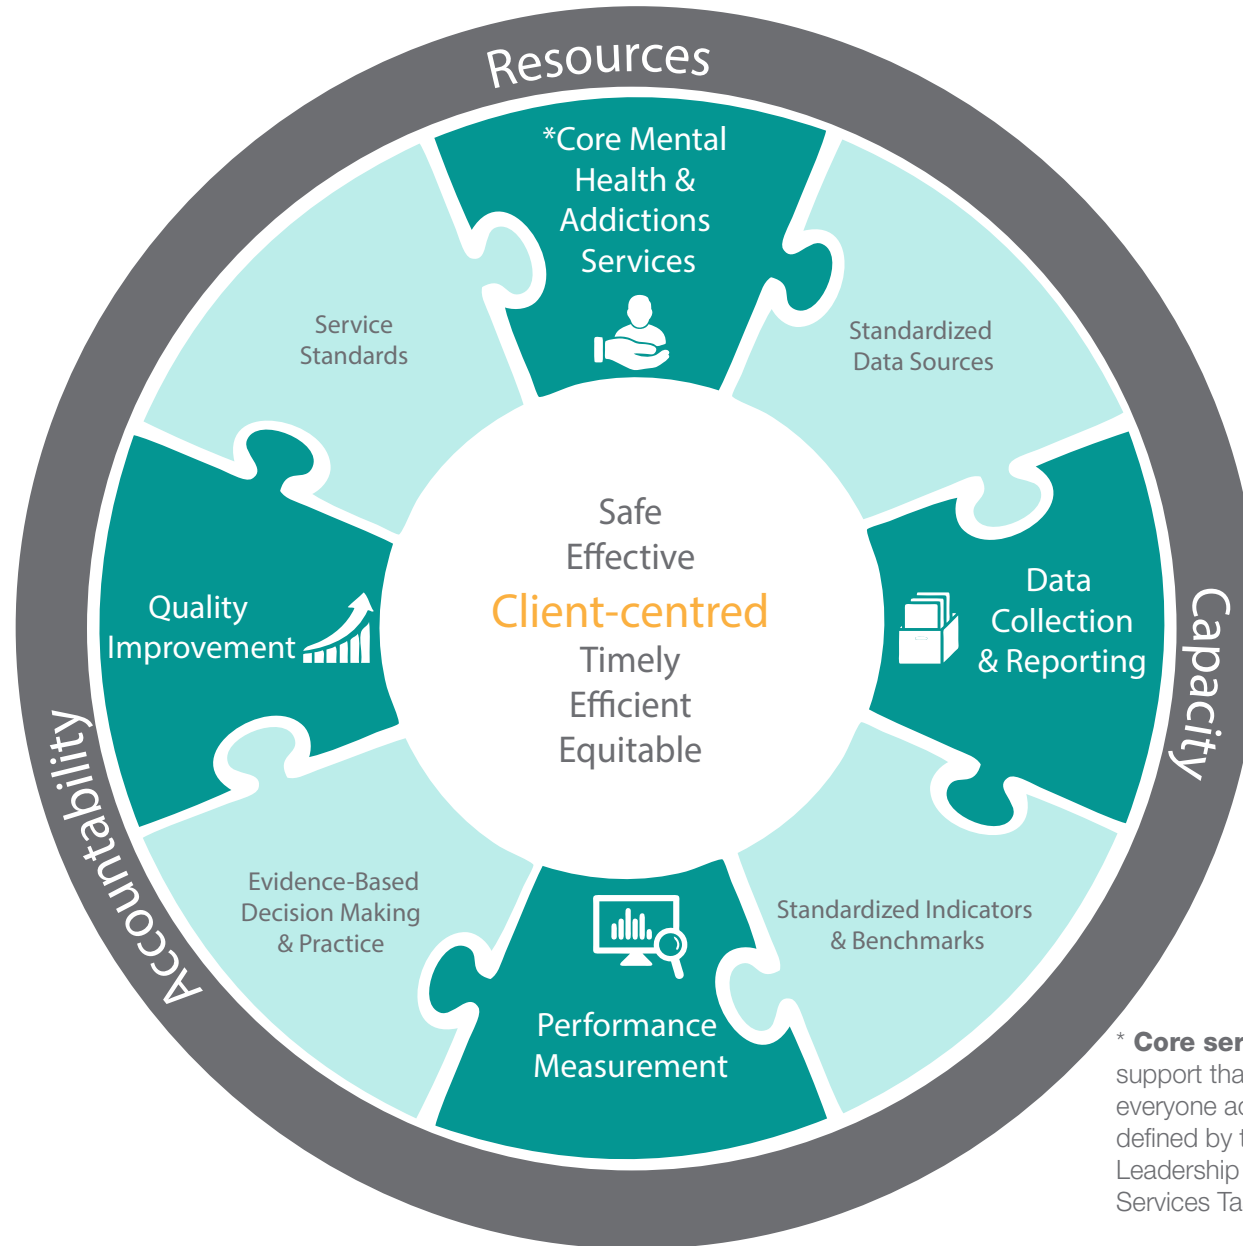 Resources
*Core Mental
Health &
Addictions
Services
Service
Standards
Standardized
Data Sources
Safe
Effective
Client-centred
Timely
Efficient
Equitable
Quality
Improvement
Data
Collection
& Reporting
Capacity
Accountability
Evidence-Based
Decision Making
& Practice
Standardized Indicators
& Benchmarks
Performance
Measurement
* Core ser
support tha
everyone ac
defined by t
Leadership
Services Ta